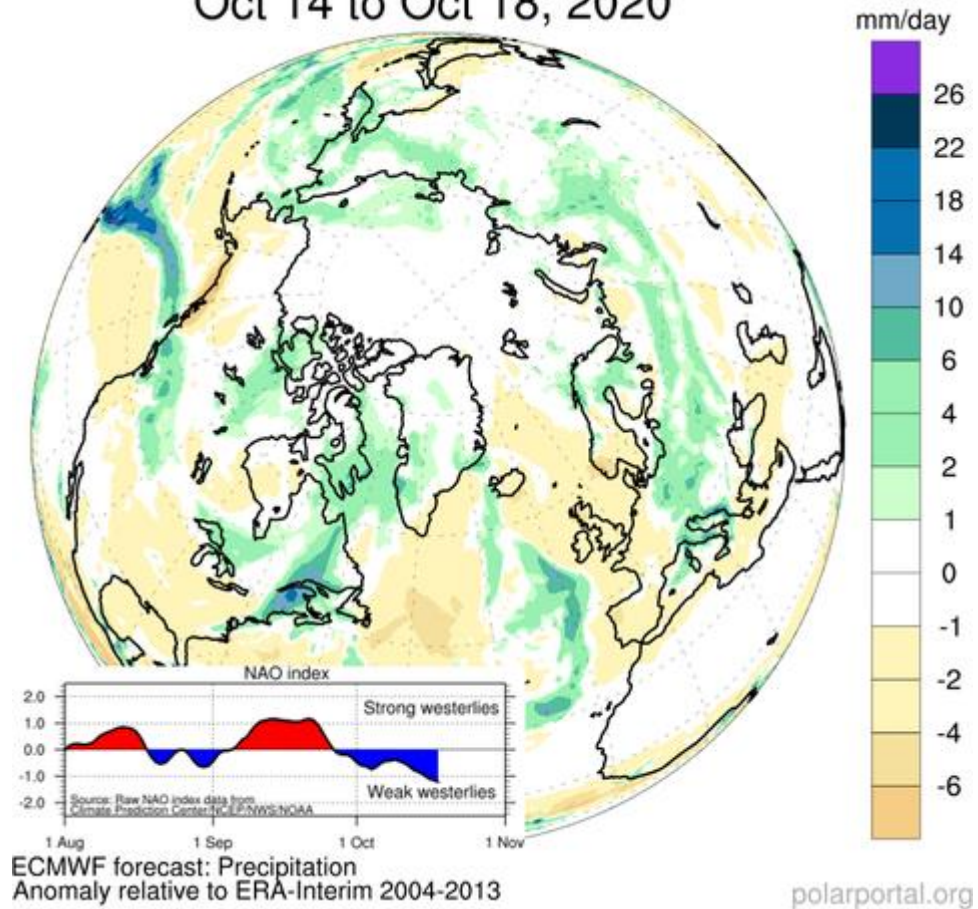 Oct 14 to Oct 18, 2020
mm/day
26
22
18
14
10
6
4
2
1
0
-1
-2
-4
-6
NAO index
2.0
1.0
0.0
-1.0
-2.0
Strong westerlies
Weak westerlies
Source: Raw NAO index data from
Climate Prediction Center/NCEP/NWS/NOAA
1 Aug
1 Sep
1 Oct
1 Nov
ECMWF forecast: Precipitation
Anomaly relative to ERA-Interim 2004-2013
polarportal.org